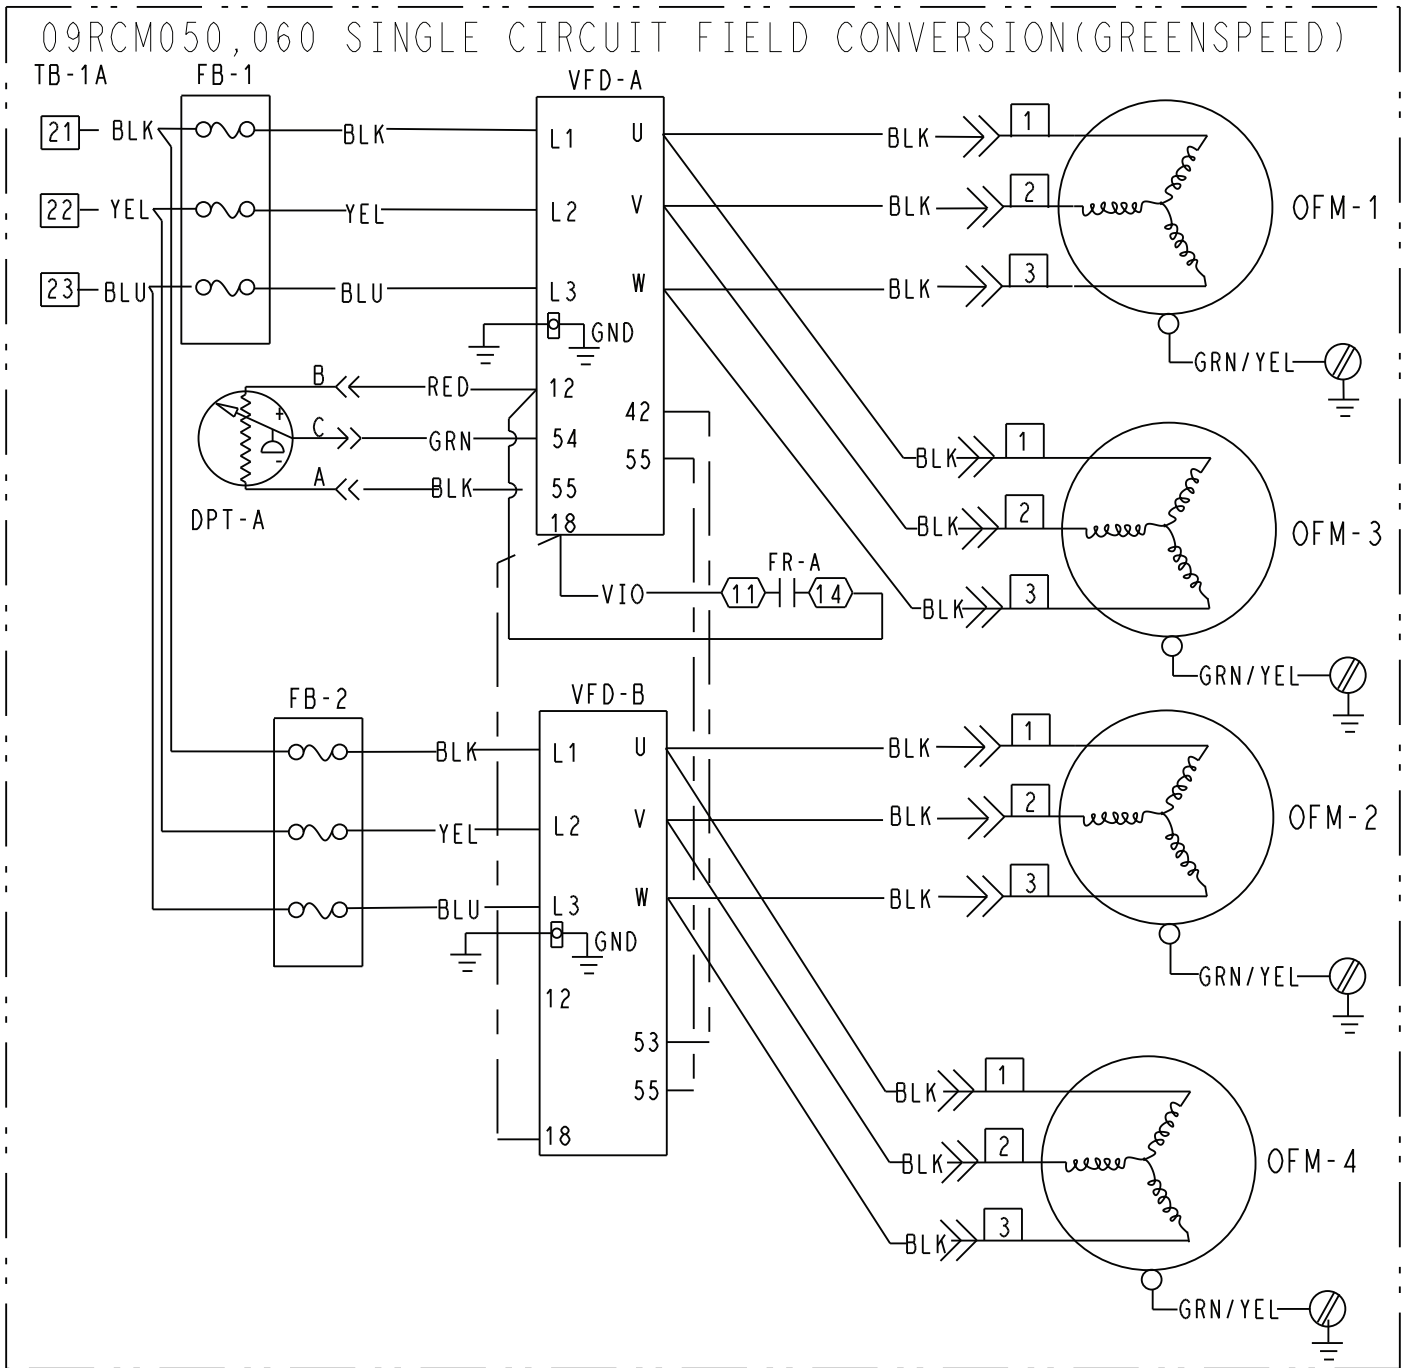 09RCM050,060 SINGLE CIRCUIT FIELD CONVERSION(GREENSPEED)
TB-1A FB-1 VFD-A
21 BLK BLK L1 U BLK 1
22 YEL YEL L2 V BLK 2 OFM-1
23 BLU BLU L3 W BLK 3
GND
GRN/YEL
B RED 12
+ 42
C GRN 54 BLK 1
- 55
A BLK 55
DPT-A 18 BLK 2 OFM-3
FR-A
VIO 11 14 BLK 3
GRN/YEL
FB-2 VFD-B
BLK L1 U BLK 1
YEL L2 V BLK 2 OFM-2
BLU L3 W BLK 3
GND
GRN/YEL
12
53
55 BLK 1
18 BLK 2 OFM-4
BLK 3
GRN/YEL